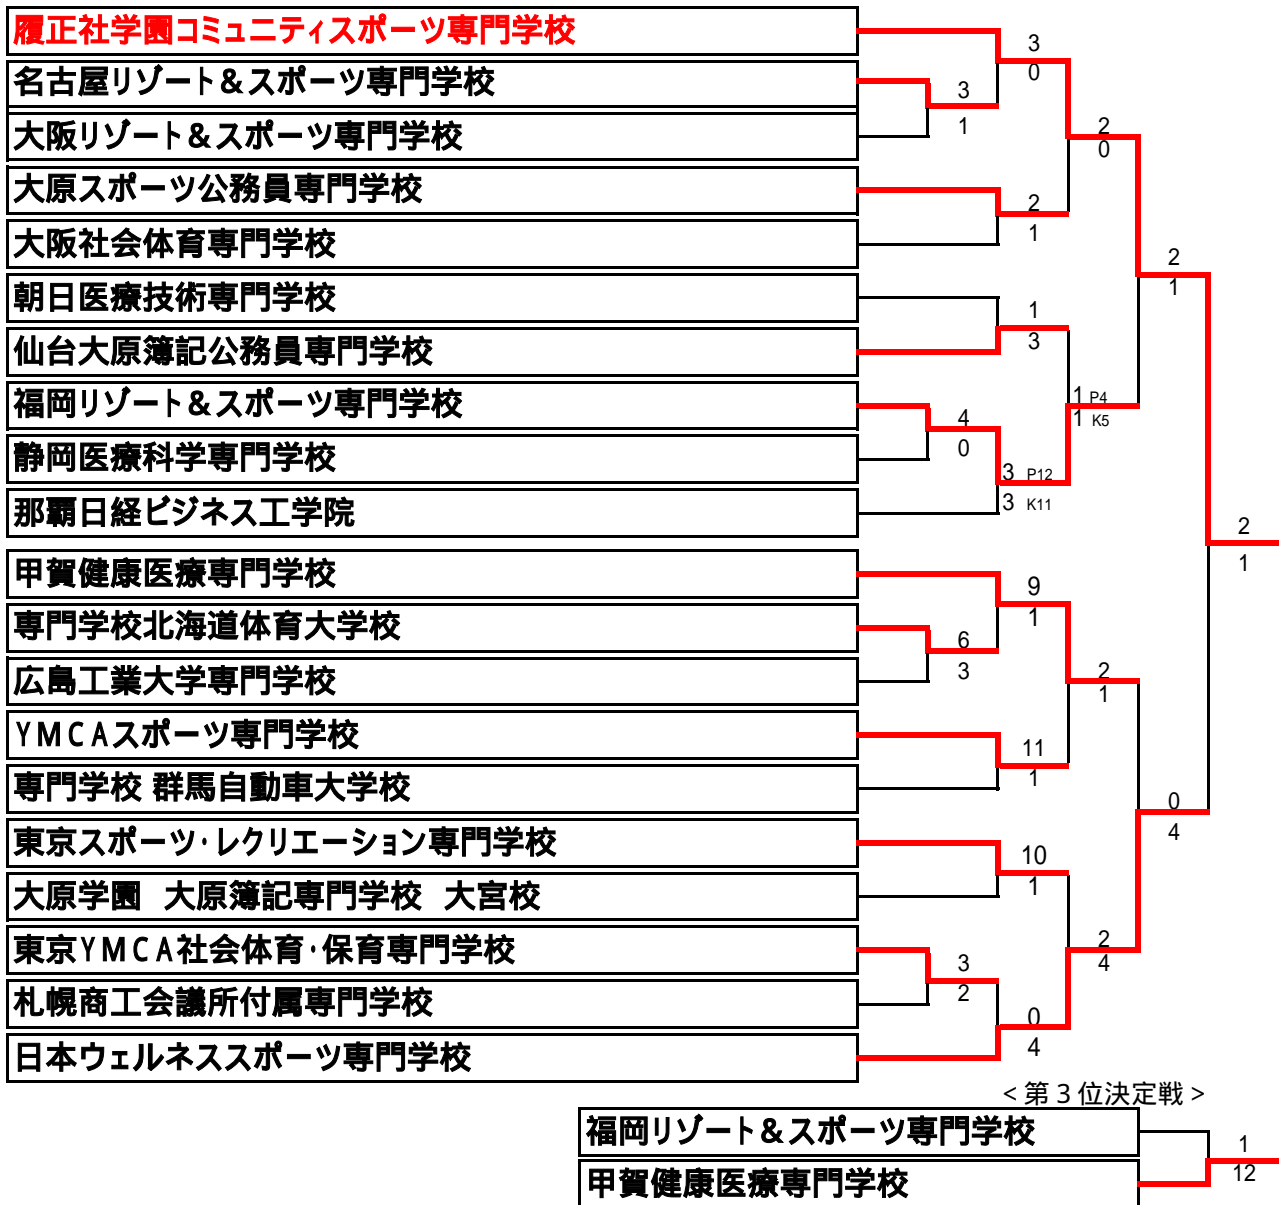 履正社学園コミュニティスポーツ専門学校
3
名古屋リゾート＆スポーツ専門学校
0
3
大阪リゾート＆スポーツ専門学校
1
2
0
大原スポーツ公務員専門学校
2
大阪社会体育専門学校
1
2
朝日医療技術専門学校
1
1
仙台大原簿記公務員専門学校
3
福岡リゾート＆スポーツ専門学校
1 P4
4
1 K5
静岡医療科学専門学校
0
3 P12
那覇日経ビジネス工学院
3 K11
2
甲賀健康医療専門学校
1
9
専門学校北海道体育大学校
1
6
広島工業大学専門学校
3
2
1
YMCAスポーツ専門学校
11
専門学校 群馬自動車大学校
1
0
東京スポーツ・レクリエーション専門学校
4
10
大原学園　大原簿記専門学校　大宮校
1
東京YMCA社会体育・保育専門学校
2
3
4
札幌商工会議所付属専門学校
2
0
日本ウェルネススポーツ専門学校
4
＜第3位決定戦＞
福岡リゾート＆スポーツ専門学校
1
甲賀健康医療専門学校
12